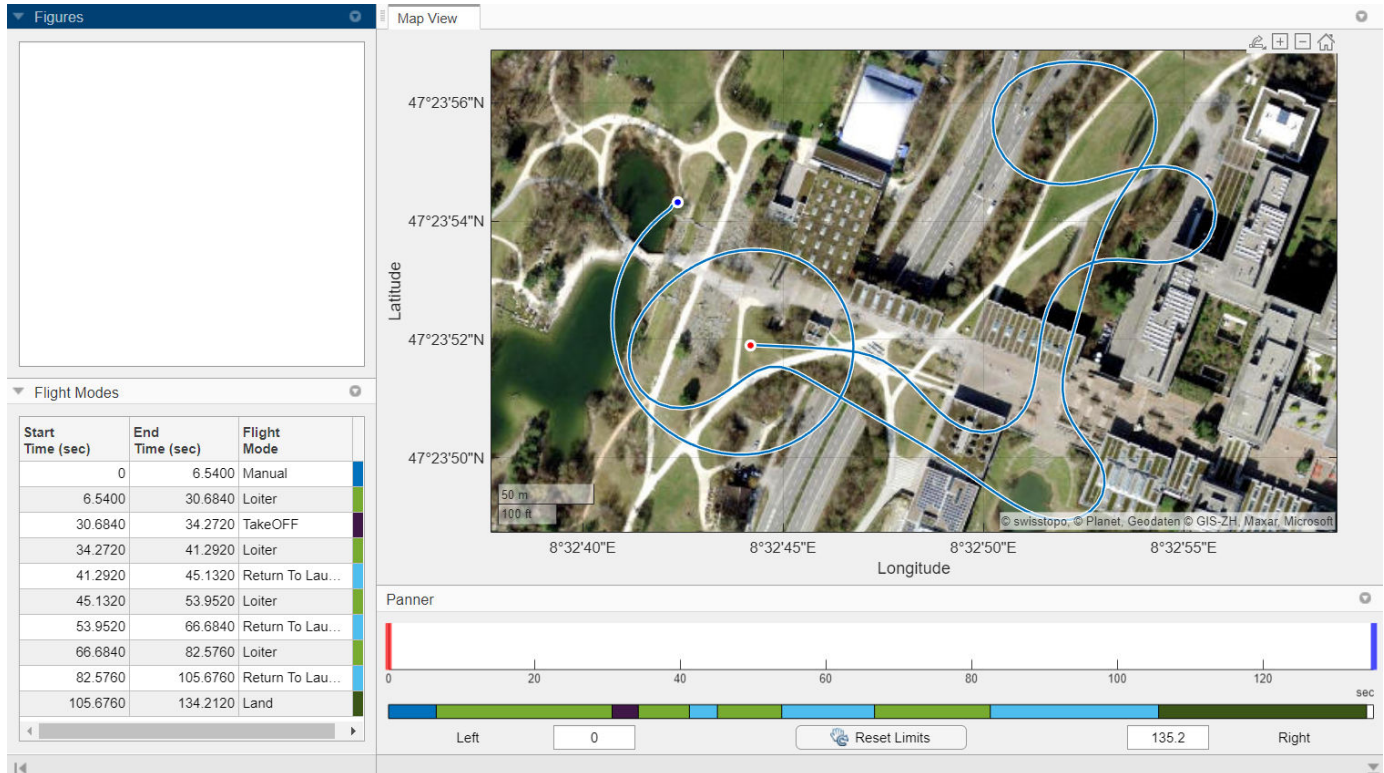 Figures
Map View
47°23'56"N
47°23'54"N
47°23'52"N
47°23'50"N
Latitude
50 m
100 ft
© swisstopo, © Planet, Geodaten © GIS-ZH, Maxar, Microsoft
8°32'40"E 8°32'45"E 8°32'50"E 8°32'55"E
Longitude
Flight Modes
Start Time (sec) End Time (sec) Flight Mode
0 6.5400 Manual
6.5400 30.6840 Loiter
30.6840 34.2720 TakeOFF
34.2720 41.2920 Loiter
41.2920 45.1320 Return To Lau...
45.1320 53.9520 Loiter
53.9520 66.6840 Return To Lau...
66.6840 82.5760 Loiter
82.5760 105.6760 Return To Lau...
105.6760 134.2120 Land
Panner
0 20 40 60 80 100 120
sec
Left 0 Reset Limits 135.2 Right